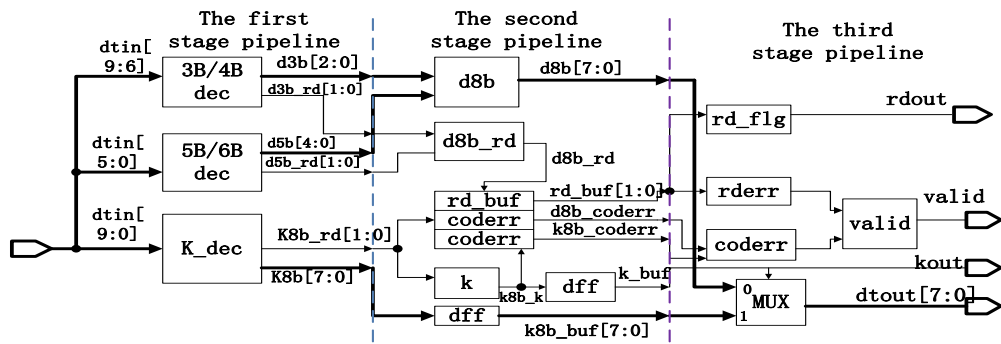 The first
stage pipeline
The second
stage pipeline
The third
stage pipeline
dtin[
9:6]
3B/4B
dec
d3b[2:0]
d3b_rd[1:0]
d8b
d8b[7:0]
rd_flg
rdout
dtin[
5:0]
5B/6B
dec
d5b[4:0]
d5b_rd[1:0]
d8b_rd
d8b_rd
dtin[
9:0]
K_dec
K8b_rd[1:0]
K8b[7:0]
rd_buf
coderr
coderr
rd_buf[1:0]
d8b_coderr
k8b_coderr
rderr
coderr
valid
valid
k
k8b_k
dff
k_buf
kout
dff
k8b_buf[7:0]
0
MUX
1
dtout[7:0]